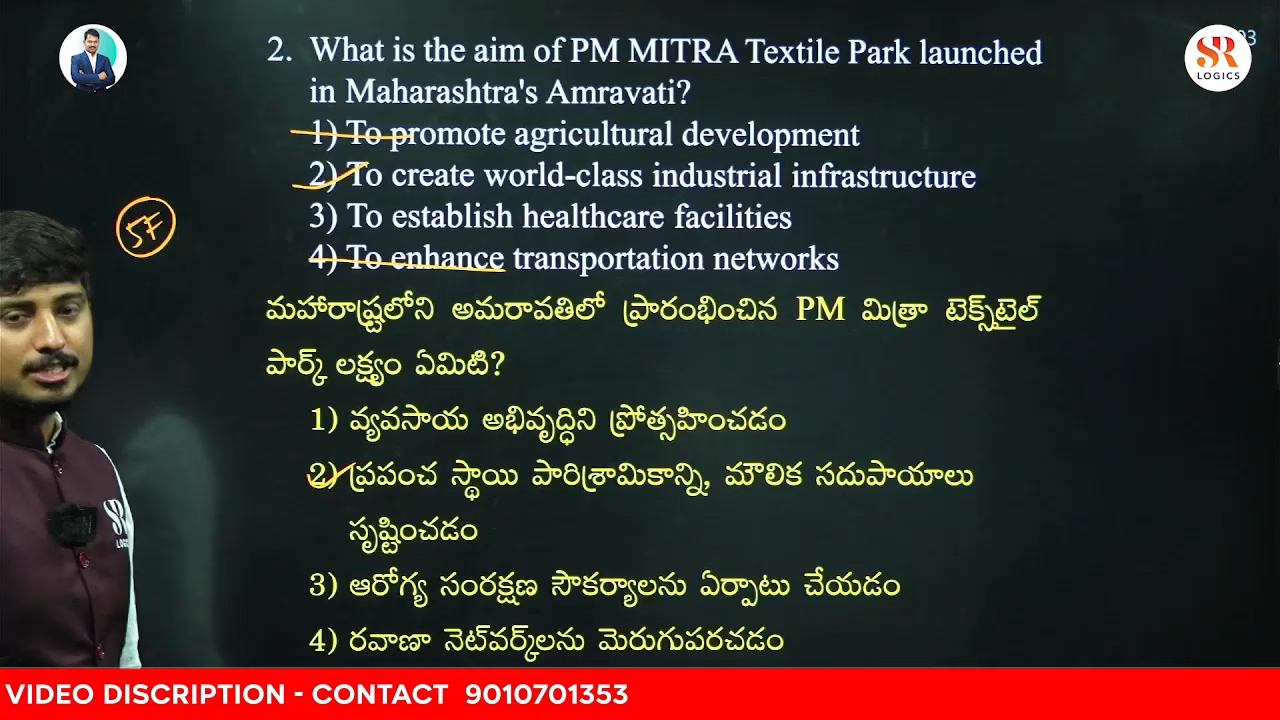 SR
LOGICS
2. What is the aim of PM MITRA Textile Park launched
in Maharashtra's Amravati?
1) To promote agricultural development
2) To create world-class industrial infrastructure
5F
3) To establish healthcare facilities
4) To enhance transportation networks
మహారాష్ట్రలోని అమరావతిలో ప్రారంభించిన PM మిత్రా టెక్స్‌టైల్
పార్క్ లక్ష్యం ఏమిటి?
1) వ్యవసాయ అభివృద్ధిని ప్రోత్సహించడం
2) ప్రపంచ స్థాయి పారిశ్రామికాన్ని, మౌలిక సదుపాయాలు
సృష్టించడం
SR
3) ఆరోగ్య సంరక్షణ సౌకర్యాలను ఏర్పాటు చేయడం
4) రవాణా నెట్‌వర్క్‌లను మెరుగుపరచడం
VIDEO DISCRIPTION - CONTACT 9010701353